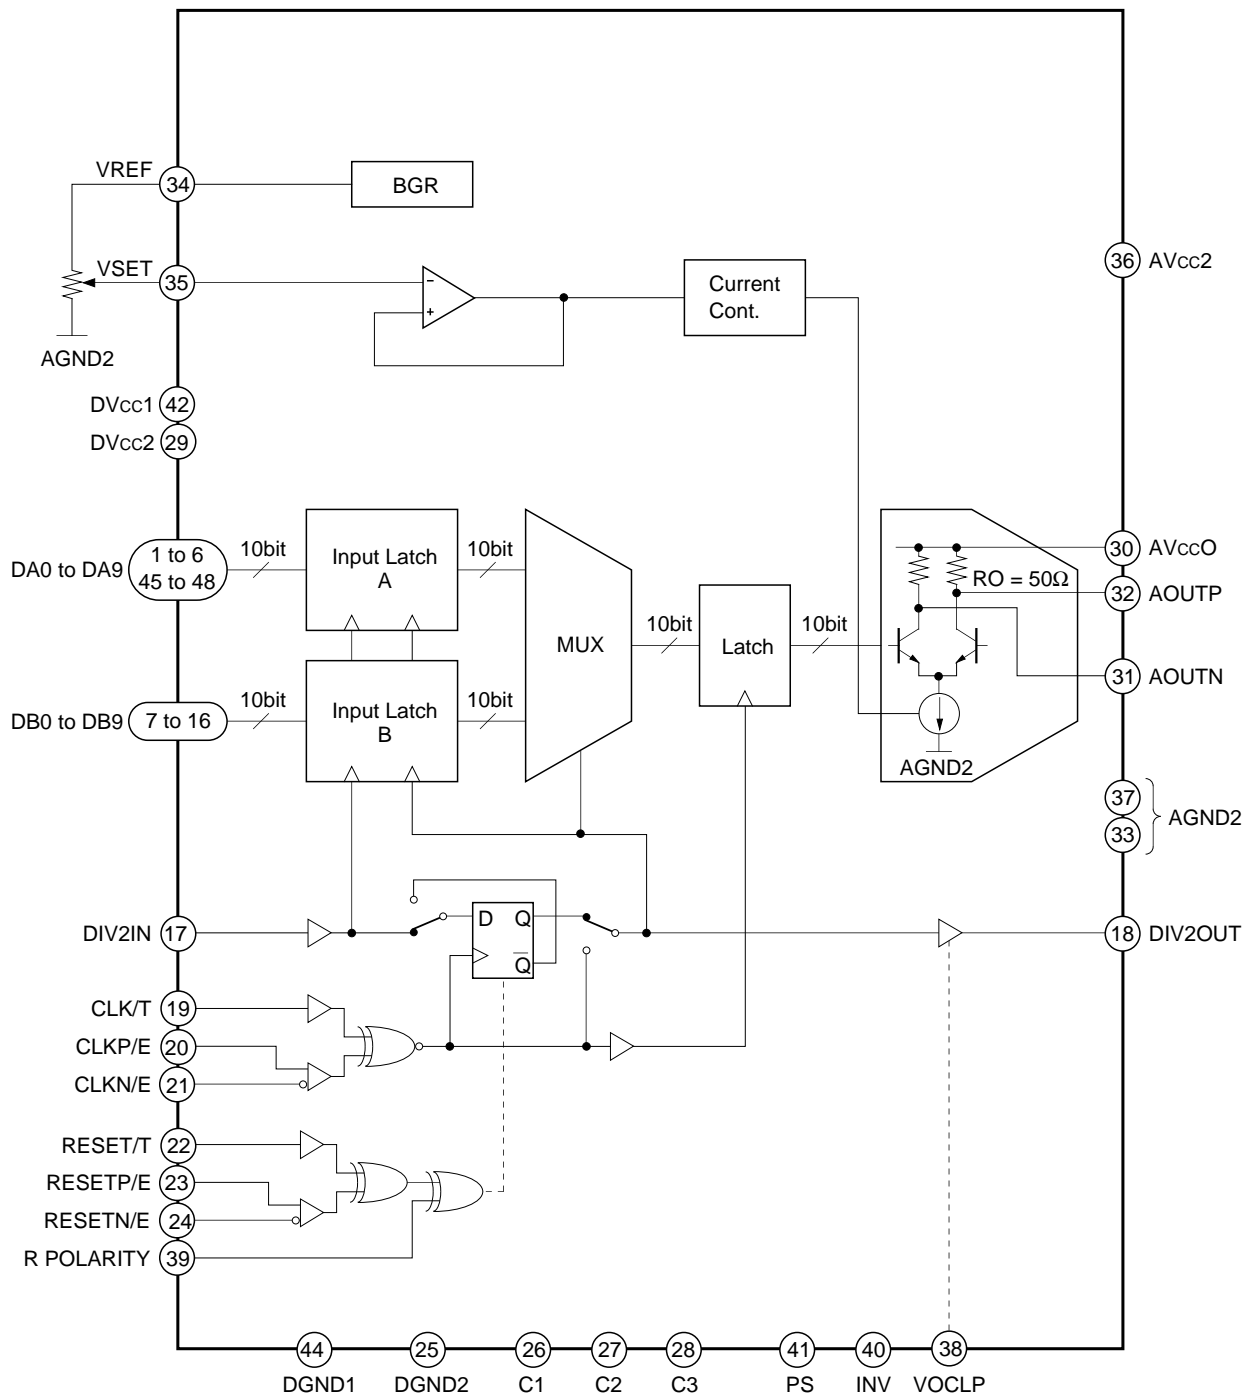 VREF
34
BGR
VSET
35
-
+
Current
Cont.
36
AVcc2
AGND2
DVcc1
42
DVcc2
29
DA0 to DA9
1 to 6
45 to 48
10bit
Input Latch
A
10bit
MUX
10bit
Latch
10bit
RO = 50Ω
30
AVccO
32
AOUTP
31
AOUTN
AGND2
DB0 to DB9
7 to 16
10bit
Input Latch
B
10bit
37
33
AGND2
DIV2IN
17
D
Q
Q̅
18
DIV2OUT
CLK/T
19
CLKP/E
20
CLKN/E
21
RESET/T
22
RESETP/E
23
RESETN/E
24
R POLARITY
39
44
25
26
27
28
41
40
38
DGND1
DGND2
C1
C2
C3
PS
INV
VOCLP